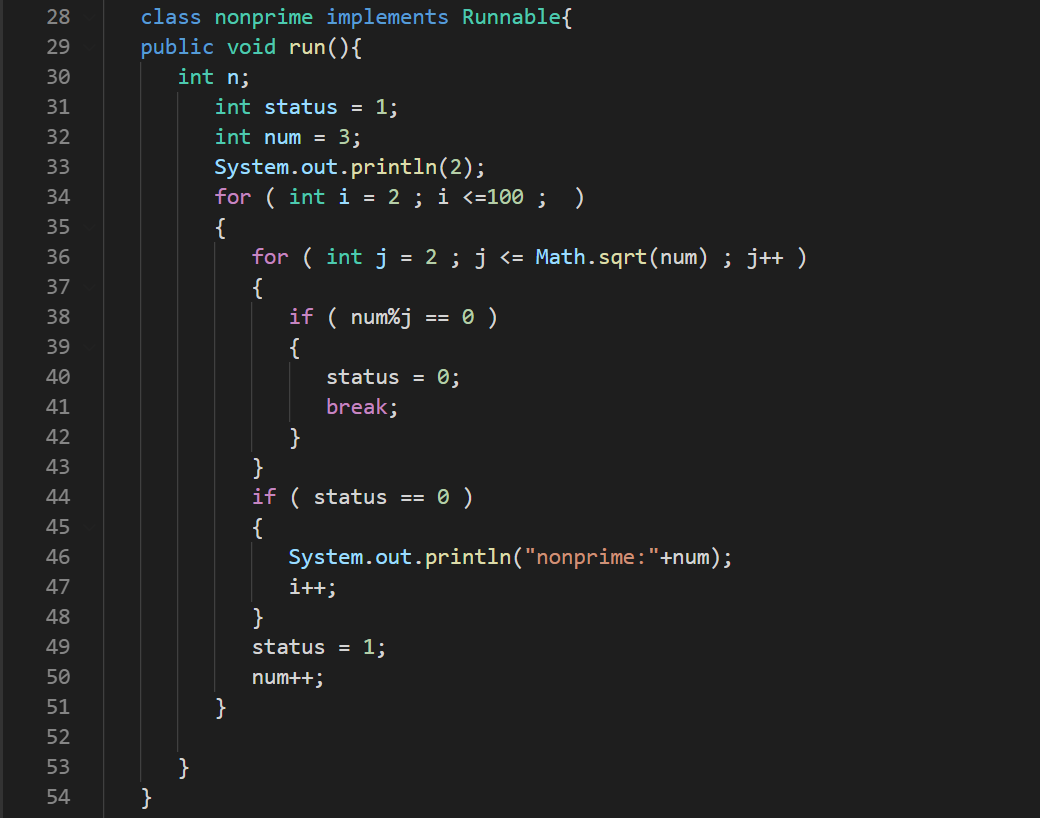 28 class nonprime implements Runnable{
29 public void run(){
30 int n;
31 int status = 1;
32 int num = 3;
33 System.out.println(2);
34 for ( int i = 2 ; i <=100 ;  )
35 {
36 for ( int j = 2 ; j <= Math.sqrt(num) ; j++ )
37 {
38 if ( num%j == 0 )
39 {
40 status = 0;
41 break;
42 }
43 }
44 if ( status == 0 )
45 {
46 System.out.println("nonprime:"+num);
47 i++;
48 }
49 status = 1;
50 num++;
51 }
52
53 }
54 }